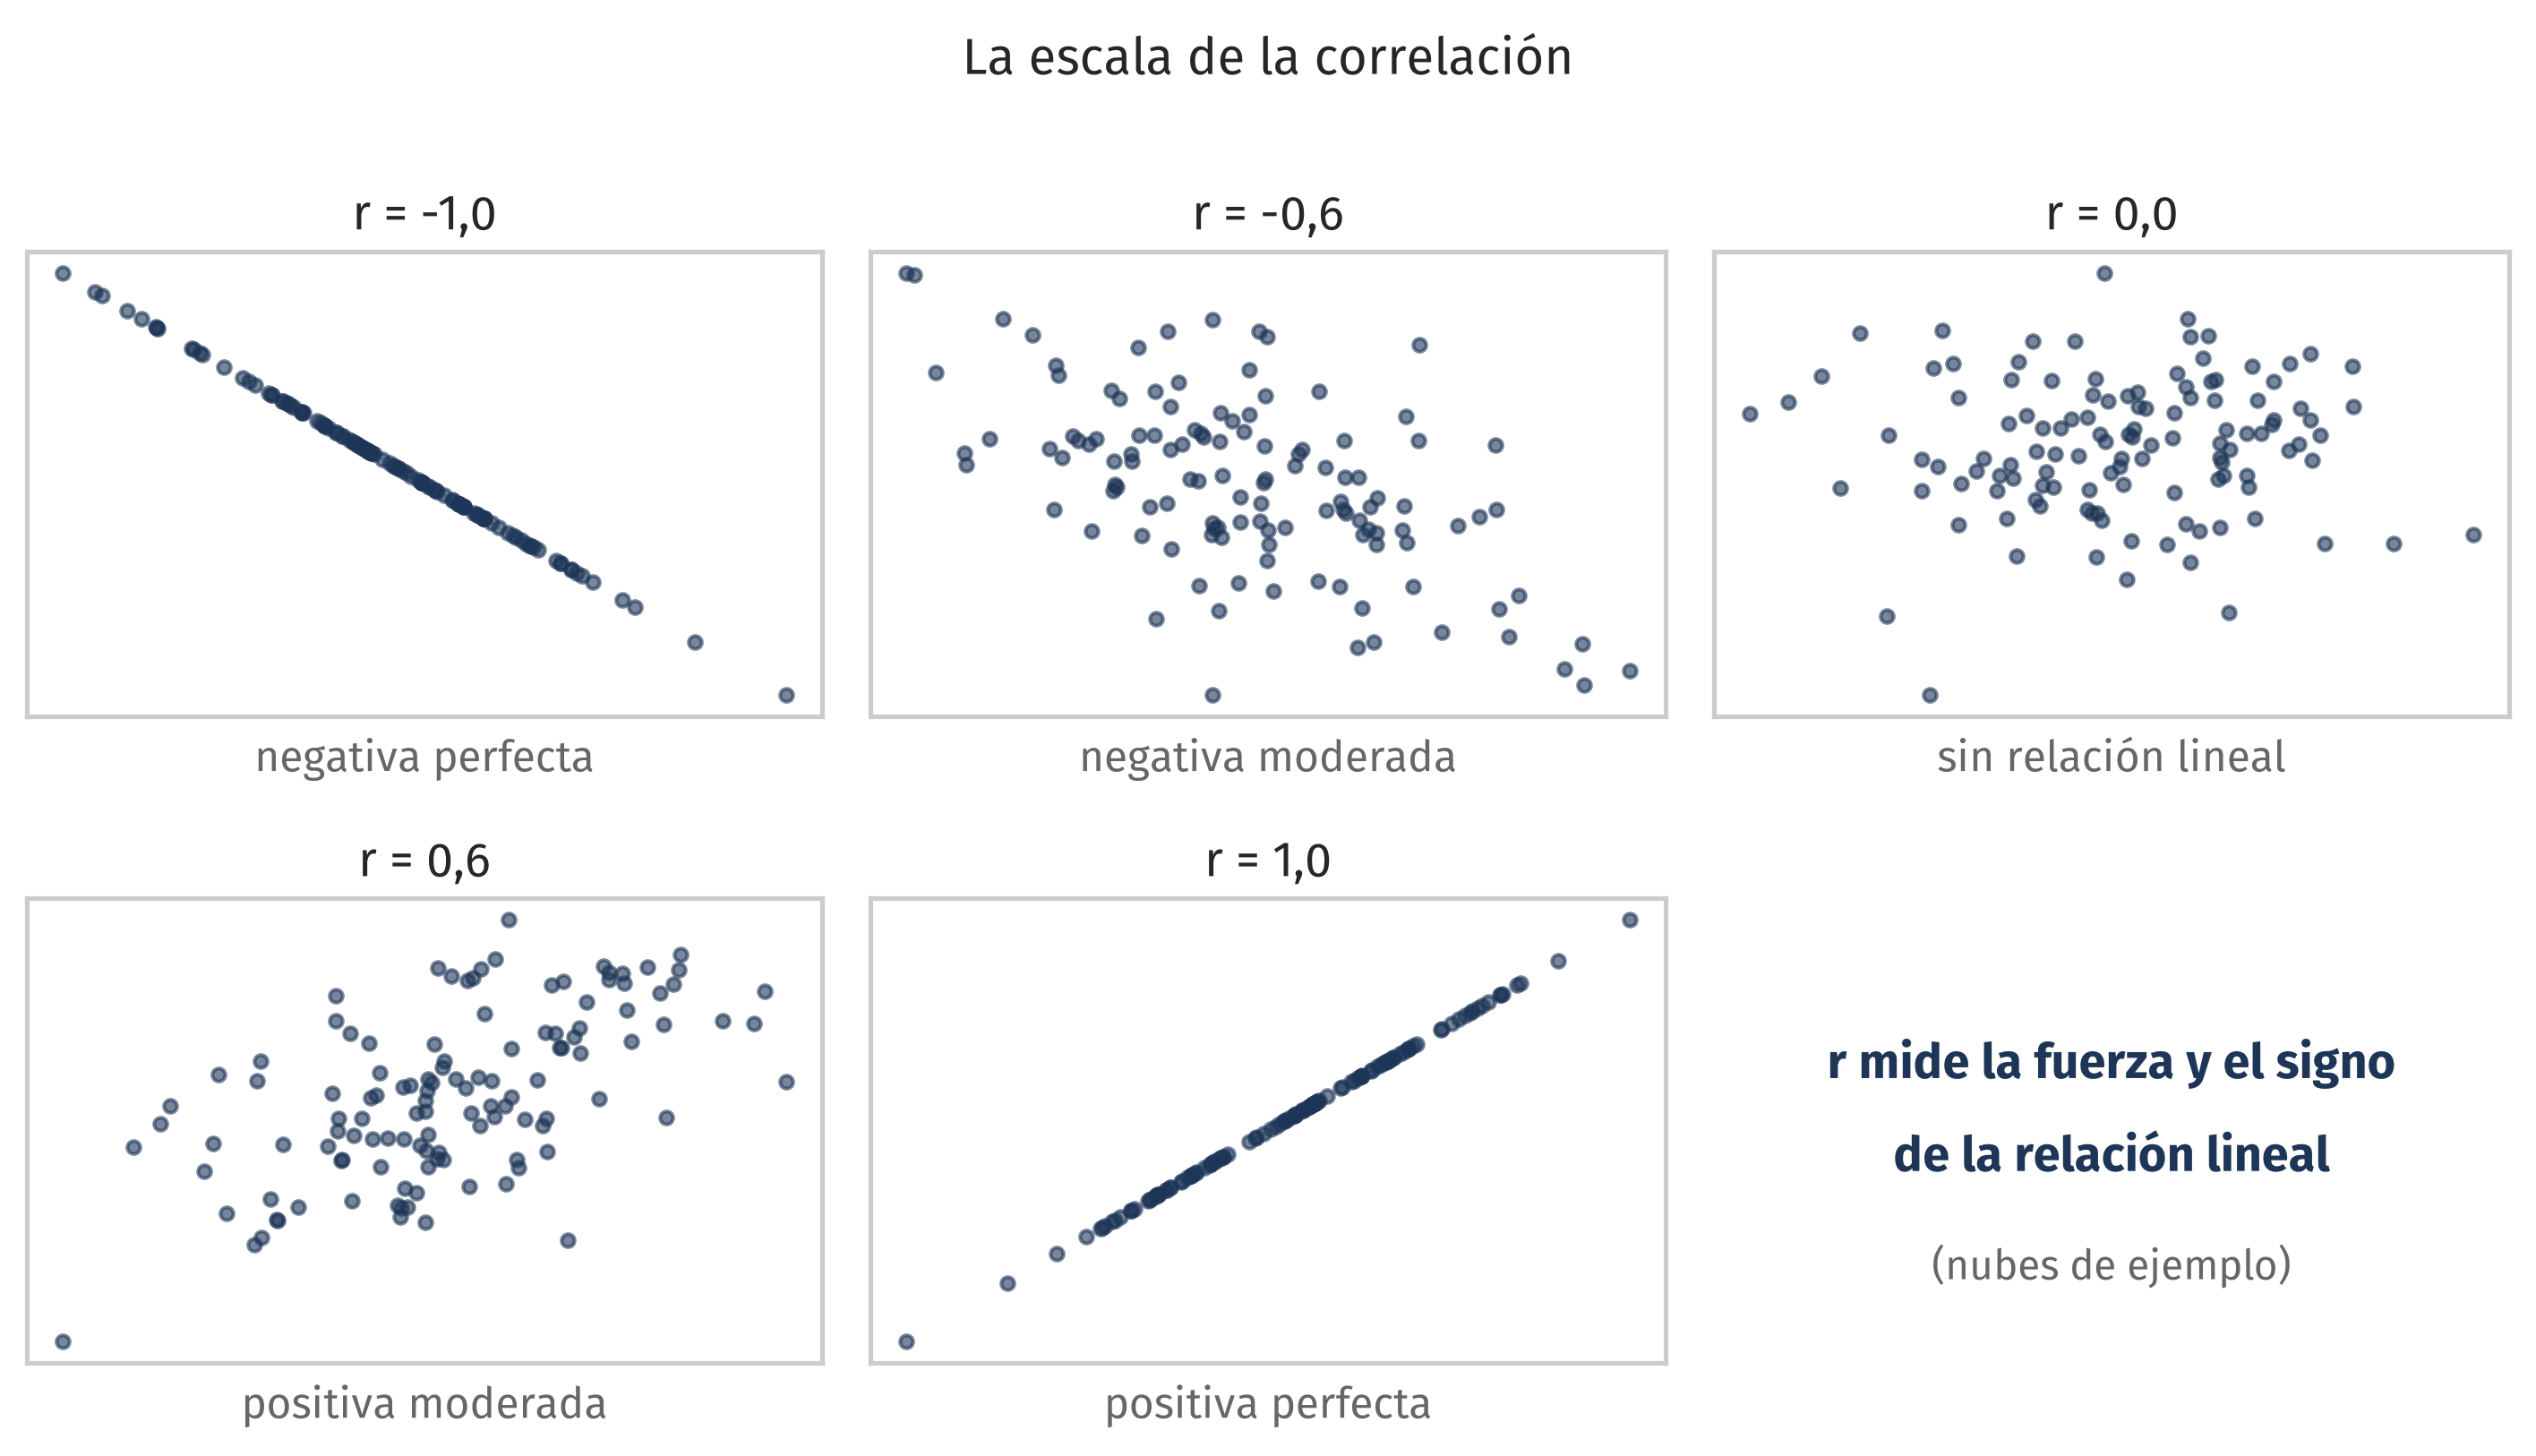 La escala de la correlación
r = -1,0
r = -0,6
r = 0,0
negativa perfecta
negativa moderada
sin relación lineal
r = 0,6
r = 1,0
r mide la fuerza y el signo
de la relación lineal
(nubes de ejemplo)
positiva moderada
positiva perfecta